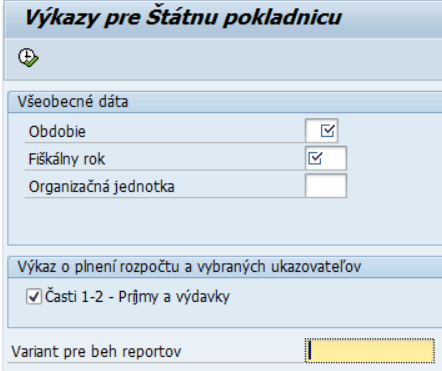 Výkazy pre Štátnu pokladnicu
Všeobecné dáta
Obdobie
Fiškálny rok
Organizačná jednotka
Výkaz o plnení rozpočtu a vybraných ukazovateľov
Časti 1-2 - Príjmy a výdavky
Variant pre beh reportov